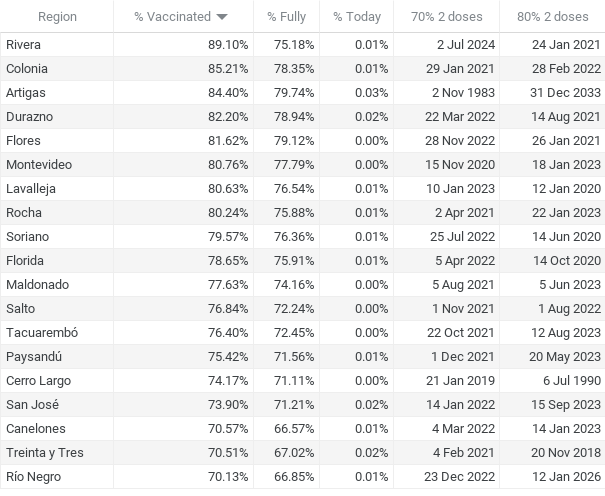 Region % Vaccinated % Fully % Today 70% 2 doses 80% 2 doses
Rivera 89.10% 75.18% 0.01% 2 Jul 2024 24 Jan 2021
Colonia 85.21% 78.35% 0.01% 29 Jan 2021 28 Feb 2022
Artigas 84.40% 79.74% 0.03% 2 Nov 1983 31 Dec 2033
Durazno 82.20% 78.94% 0.02% 22 Mar 2022 14 Aug 2021
Flores 81.62% 79.12% 0.00% 28 Nov 2022 26 Jan 2021
Montevideo 80.76% 77.79% 0.00% 15 Nov 2020 18 Jan 2023
Lavalleja 80.63% 76.54% 0.01% 10 Jan 2023 12 Jan 2020
Rocha 80.24% 75.88% 0.01% 2 Apr 2021 22 Jan 2023
Soriano 79.57% 76.36% 0.01% 25 Jul 2022 14 Jun 2020
Florida 78.65% 75.91% 0.01% 5 Apr 2022 14 Oct 2020
Maldonado 77.63% 74.16% 0.00% 5 Aug 2021 5 Jun 2023
Salto 76.84% 72.24% 0.00% 1 Nov 2021 1 Aug 2022
Tacuarembó 76.40% 72.45% 0.00% 22 Oct 2021 12 Aug 2023
Paysandú 75.42% 71.56% 0.01% 1 Dec 2021 20 May 2023
Cerro Largo 74.17% 71.11% 0.00% 21 Jan 2019 6 Jul 1990
San José 73.90% 71.21% 0.02% 14 Jan 2022 15 Sep 2023
Canelones 70.57% 66.57% 0.01% 4 Mar 2022 14 Jan 2023
Treinta y Tres 70.51% 67.02% 0.02% 4 Feb 2021 20 Nov 2018
Río Negro 70.13% 66.85% 0.01% 23 Dec 2022 12 Jan 2026